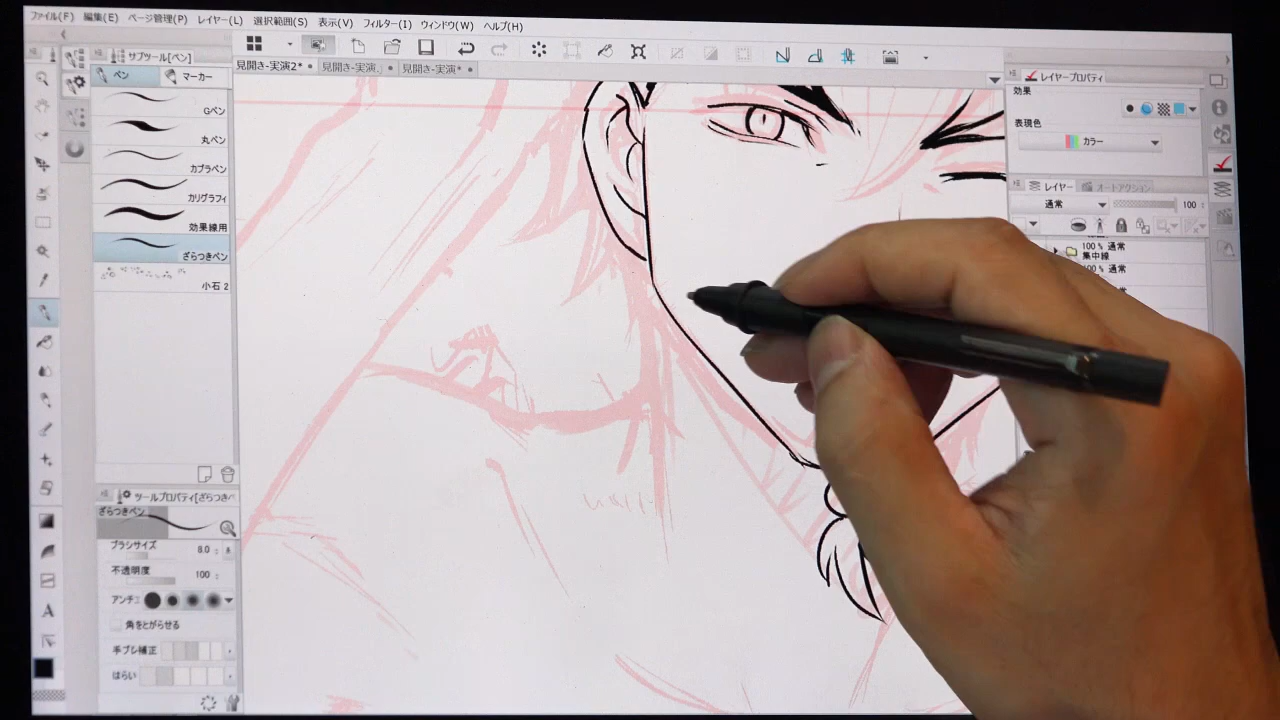 ファイル(F) 編集(E) ページ管理(P) レイヤー(L) 選択範囲(S) 表示(V) フィルター(I) ウィンドウ(W) ヘルプ(H)
サブツール[ペン]
ペン マーカー
見開き-実演2* 見開き-実演* 見開き-実演*
Gペン
丸ペン
カブラペン
カリグラフィ
効果線用
ざらつきペン
小石 2
ツールプロパティ[ざらつきペ
ざらつきペン
ブラシサイズ 8.0
不透明度 100
アンチエ
角をとがらせる
手ブレ補正
はらい
レイヤープロパティ
効果
表現色
カラー
レイヤー オートアクション
通常 100
100 % 通常
集中線
100 % 通常